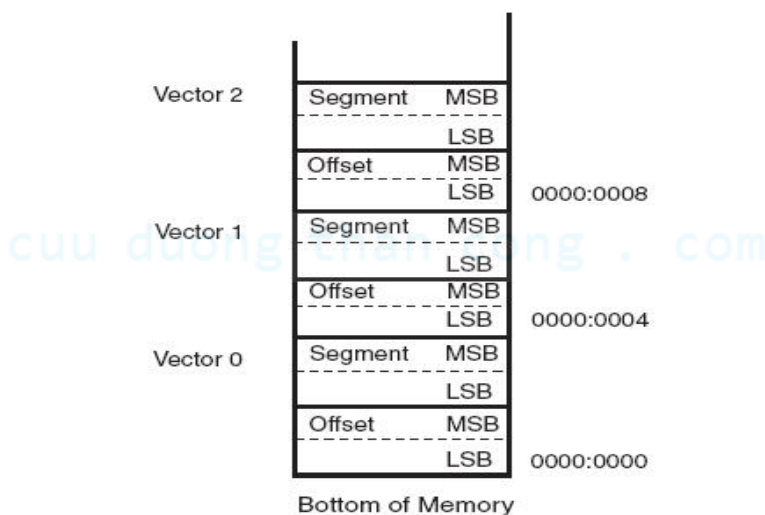 Vector 2 Segment MSB
LSB
Offset MSB
LSB 0000:0008
Vector 1 Segment MSB
cuu duong than cong . com
LSB
Offset MSB
LSB 0000:0004
Vector 0 Segment MSB
LSB
Offset MSB
LSB 0000:0000
Bottom of Memory